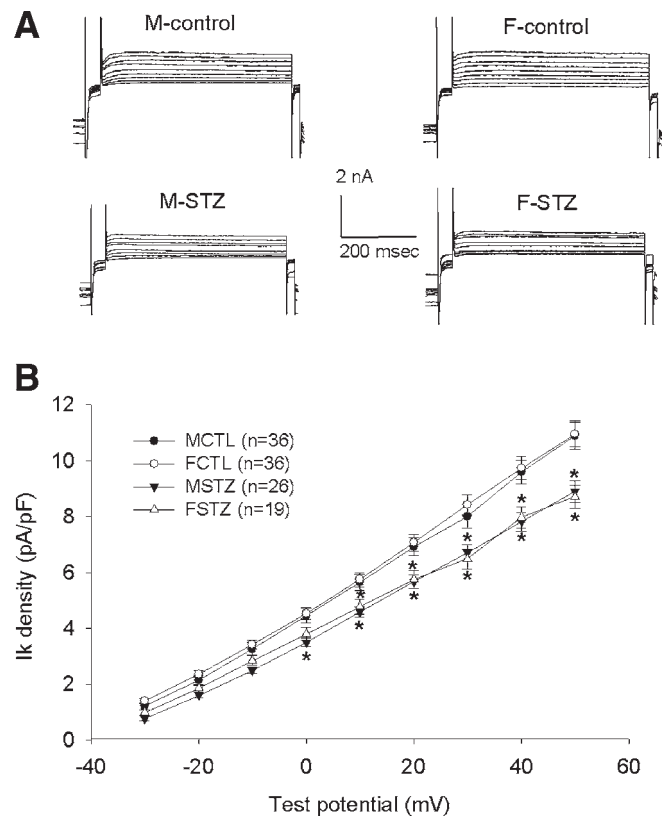 A
M-control
F-control
M-STZ
2 nA
F-STZ
200 msec
B
12
10
8
6
4
2
0
Ik density (pA/pF)
MCTL (n=36)
FCTL (n=36)
MSTZ (n=26)
FSTZ (n=19)
* * * * * * * * * * *
-40 -20 0 20 40 60
Test potential (mV)